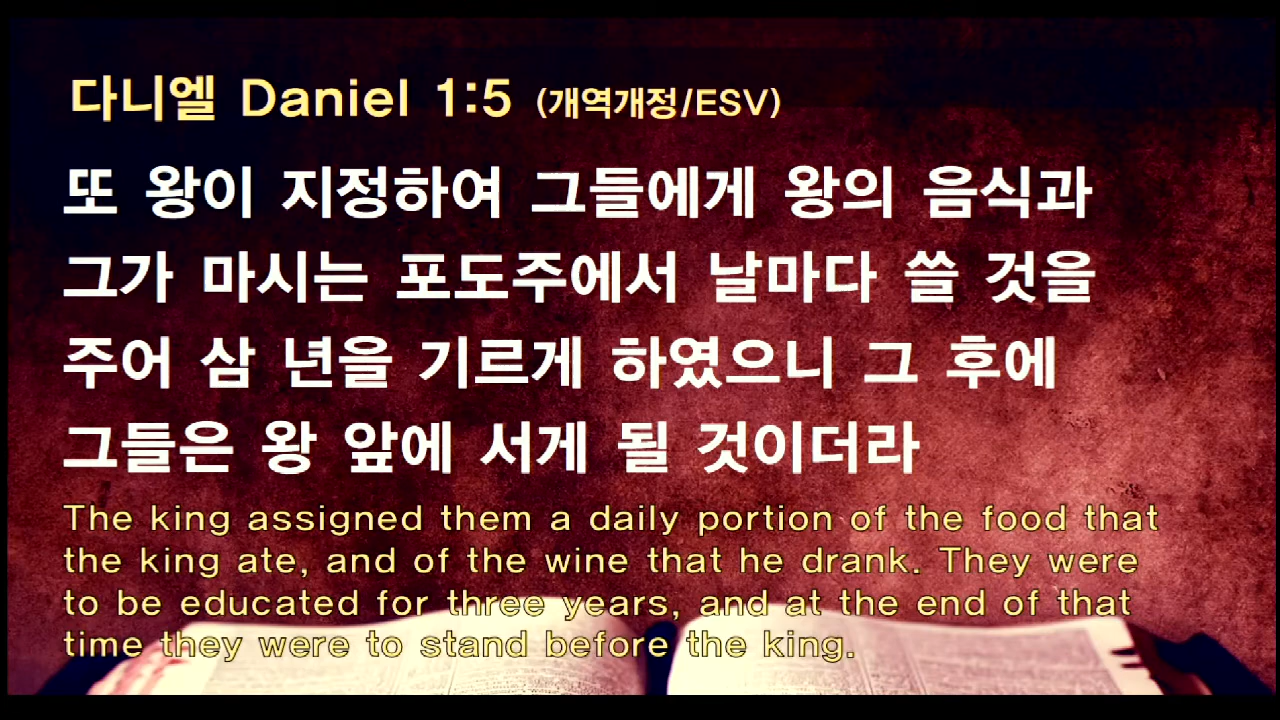 다니엘 Daniel 1:5 (개역개정/ESV)
또 왕이 지정하여 그들에게 왕의 음식과
그가 마시는 포도주에서 날마다 쓸 것을
주어 삼 년을 기르게 하였으니 그 후에
그들은 왕 앞에 서게 될 것이더라
The king assigned them a daily portion of the food that
the king ate, and of the wine that he drank. They were
to be educated for three years, and at the end of that
time they were to stand before the king.